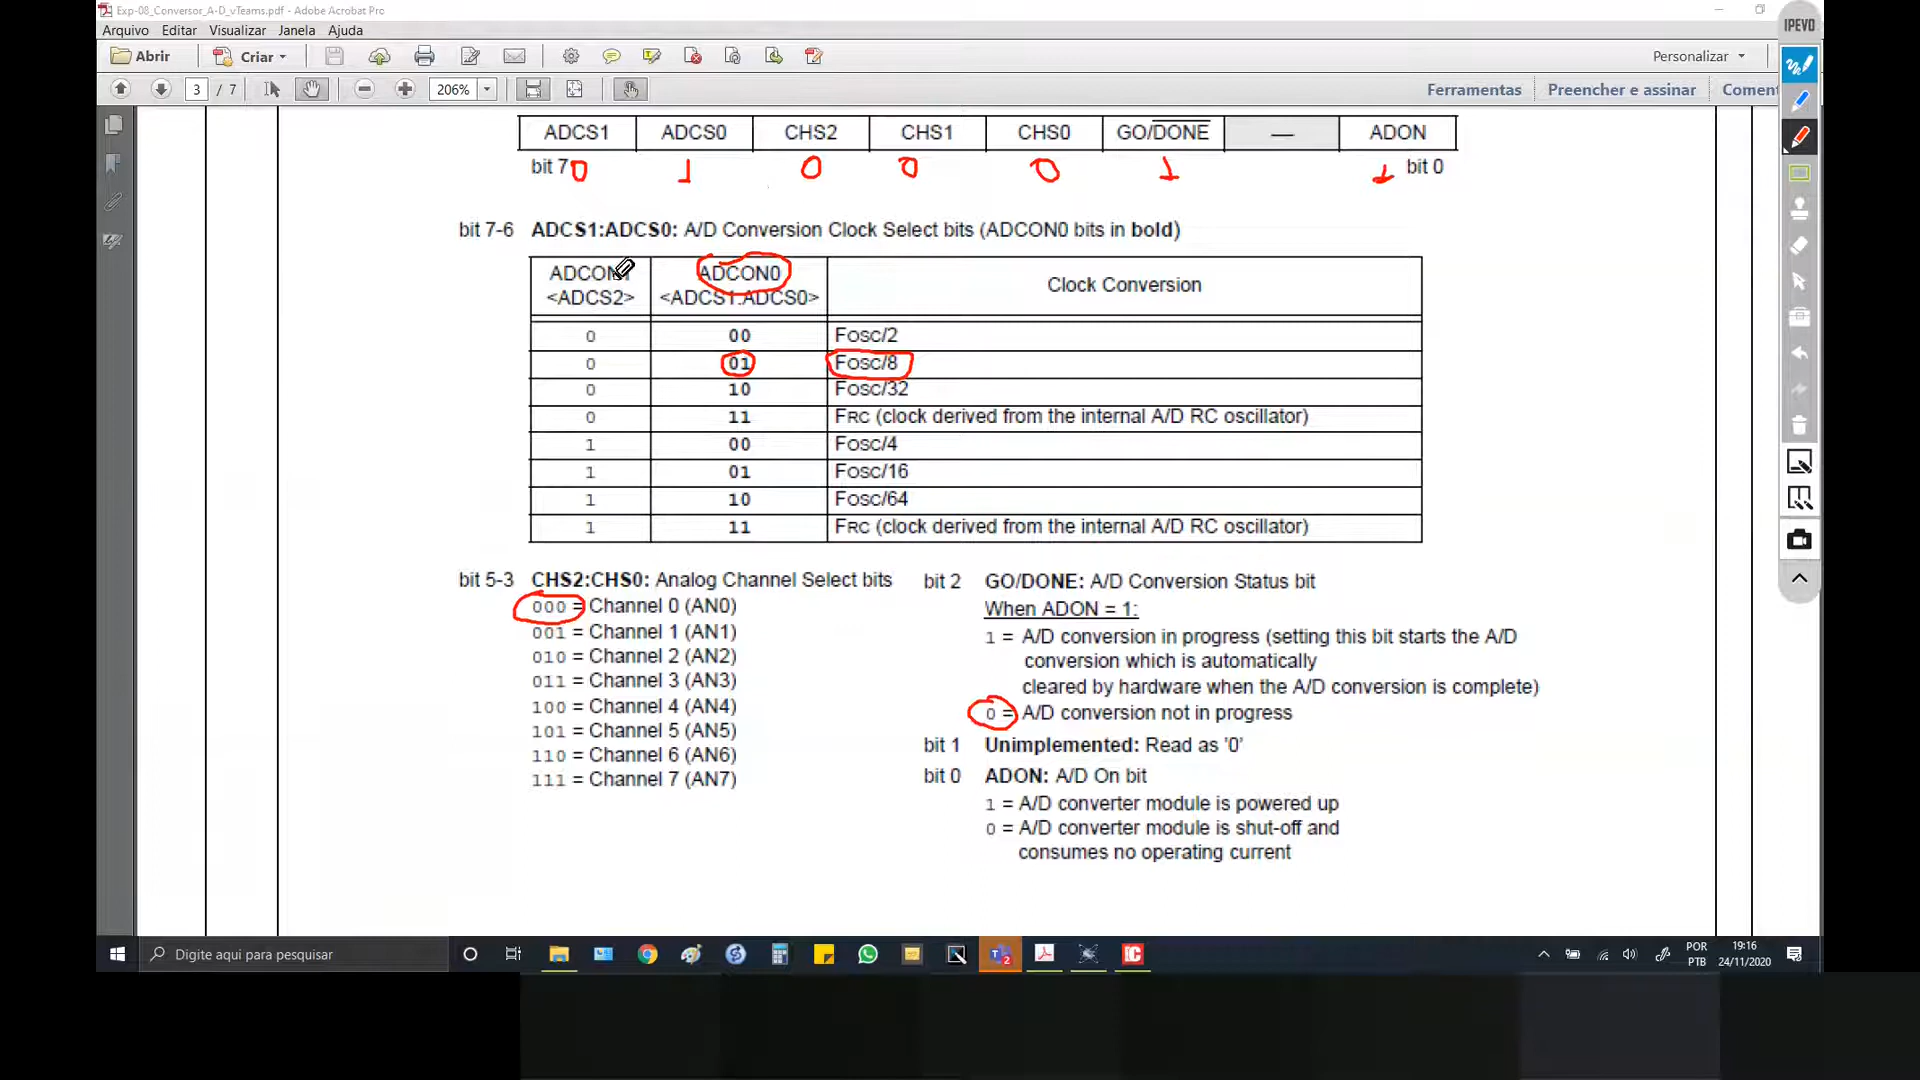 Exp-08_Conversor_A-D_vTeams.pdf - Adobe Acrobat Pro
IPEVO
Arquivo Editar Visualizar Janela Ajuda
Abrir Criar Personalizar
3 / 7 206% Ferramentas Preencher e assinar Coment
ADCS1 ADCS0 CHS2 CHS1 CHS0 GO/DONE — ADON
bit 7 0 1 0 0 0 1 1 bit 0
bit 7-6 ADCS1:ADCS0: A/D Conversion Clock Select bits (ADCON0 bits in bold)
ADCON1 ADCON0 Clock Conversion
<ADCS2> <ADCS1:ADCS0>
0 00 FOSC/2
0 01 FOSC/8
0 10 FOSC/32
0 11 FRC (clock derived from the internal A/D RC oscillator)
1 00 FOSC/4
1 01 FOSC/16
1 10 FOSC/64
1 11 FRC (clock derived from the internal A/D RC oscillator)
bit 5-3 CHS2:CHS0: Analog Channel Select bits
000 = Channel 0 (AN0)
001 = Channel 1 (AN1)
010 = Channel 2 (AN2)
011 = Channel 3 (AN3)
100 = Channel 4 (AN4)
101 = Channel 5 (AN5)
110 = Channel 6 (AN6)
111 = Channel 7 (AN7)
bit 2 GO/DONE: A/D Conversion Status bit
When ADON = 1:
1 = A/D conversion in progress (setting this bit starts the A/D
conversion which is automatically
cleared by hardware when the A/D conversion is complete)
0 = A/D conversion not in progress
bit 1 Unimplemented: Read as '0'
bit 0 ADON: A/D On bit
1 = A/D converter module is powered up
0 = A/D converter module is shut-off and
consumes no operating current
Digite aqui para pesquisar
POR 19:16
PTB 24/11/2020